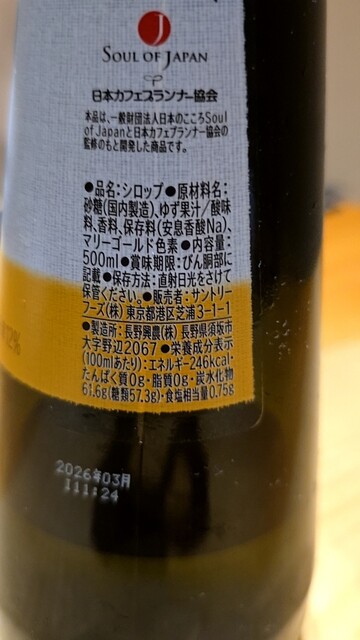 J
SOUL OF JAPAN
日本カフェプランナー協会
本品は、一般財団法人日本のこころSoul
of Japanと日本カフェプランナー協会の
監修のもと開発した商品です。
●品名:シロップ●原材料名:
砂糖(国内製造)、ゆず果汁/酸味
料、香料、保存料(安息香酸Na)、
マリーゴールド色素●内容量:
500ml●賞味期限:びん胴部に
記載●保存方法:直射日光をさけて
保管ください。●販売者:サントリー
フーズ(株)東京都港区芝浦3-1-1
●製造所:長野興農(株)長野県須坂市
大字野辺2067●栄養成分表示
(100mlあたり):エネルギー246kcal・
たんぱく質0g・脂質0g・炭水化物
61.6g(糖類57.3g)・食塩相当量0.75g
2%
2026年03月
111:24